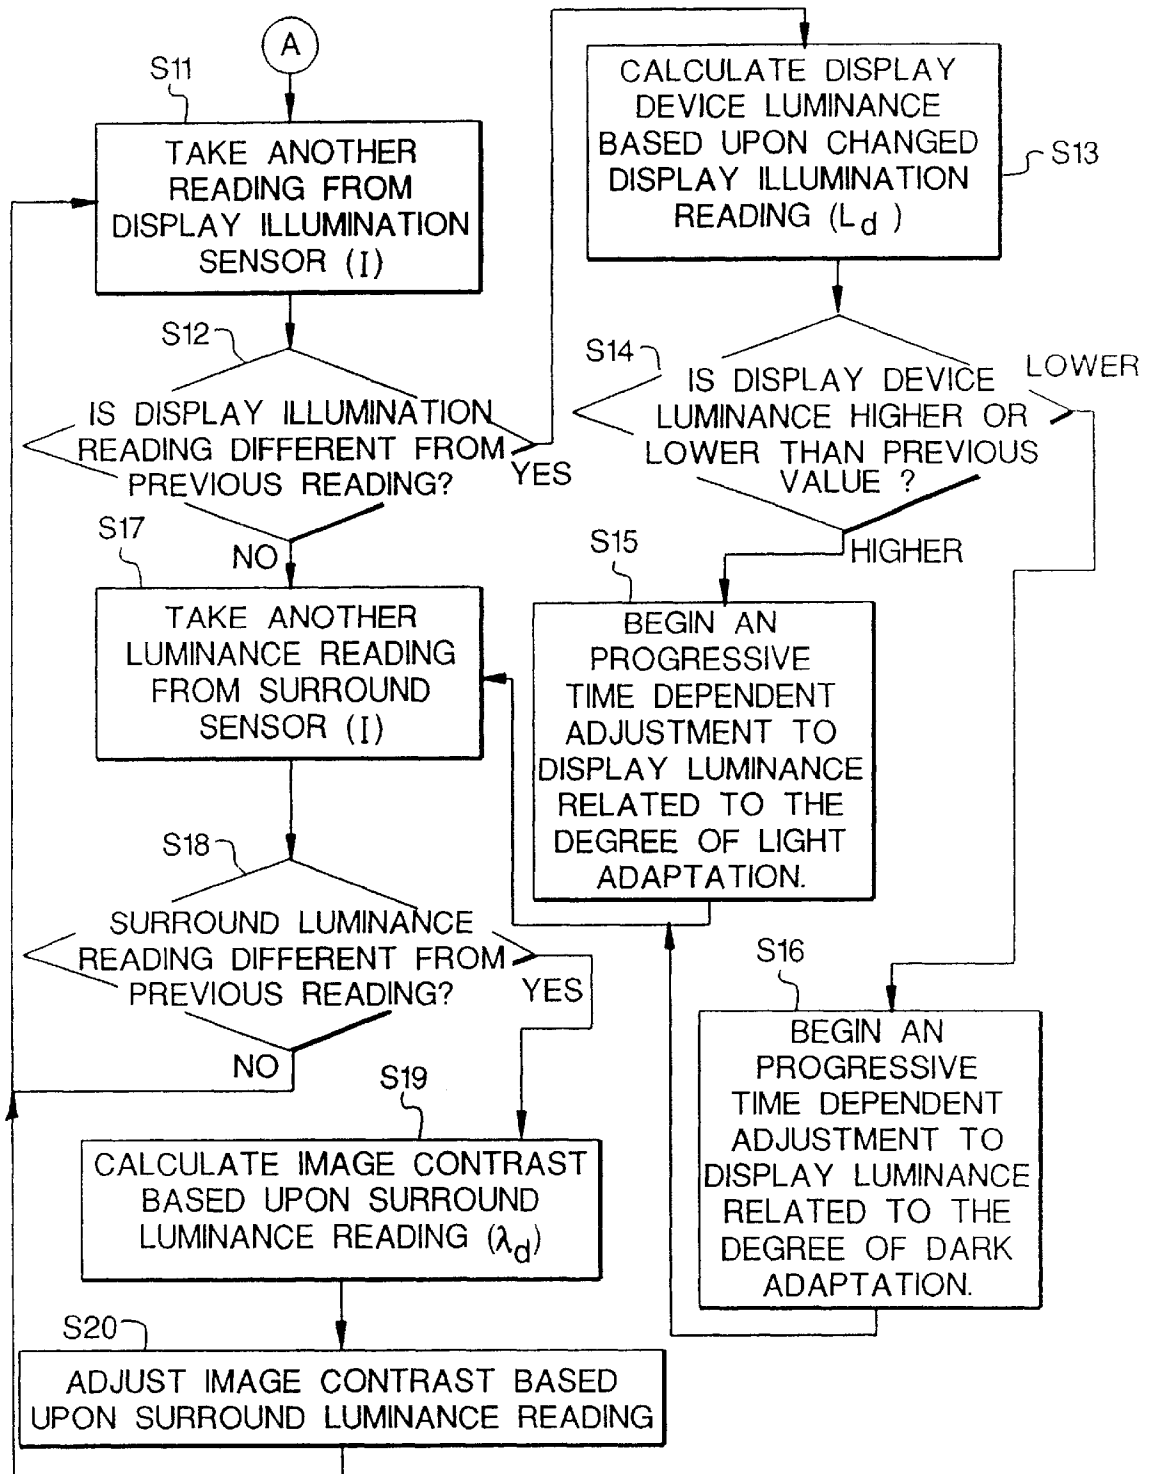 A
S11
TAKE ANOTHER
READING FROM
DISPLAY ILLUMINATION
SENSOR (I)
S12
IS DISPLAY ILLUMINATION
READING DIFFERENT FROM
PREVIOUS READING?
YES
NO
CALCULATE DISPLAY
DEVICE LUMINANCE
BASED UPON CHANGED
DISPLAY ILLUMINATION
READING (Ld)
S13
S14
IS DISPLAY DEVICE
LUMINANCE HIGHER OR
LOWER THAN PREVIOUS
VALUE ?
LOWER
HIGHER
S15
BEGIN AN
PROGRESSIVE
TIME DEPENDENT
ADJUSTMENT TO
DISPLAY LUMINANCE
RELATED TO THE
DEGREE OF LIGHT
ADAPTATION.
S16
BEGIN AN
PROGRESSIVE
TIME DEPENDENT
ADJUSTMENT TO
DISPLAY LUMINANCE
RELATED TO THE
DEGREE OF DARK
ADAPTATION.
S17
TAKE ANOTHER
LUMINANCE READING
FROM SURROUND
SENSOR (I)
S18
SURROUND LUMINANCE
READING DIFFERENT FROM
PREVIOUS READING?
YES
NO
S19
CALCULATE IMAGE CONTRAST
BASED UPON SURROUND
LUMINANCE READING (λd)
S20
ADJUST IMAGE CONTRAST BASED
UPON SURROUND LUMINANCE READING